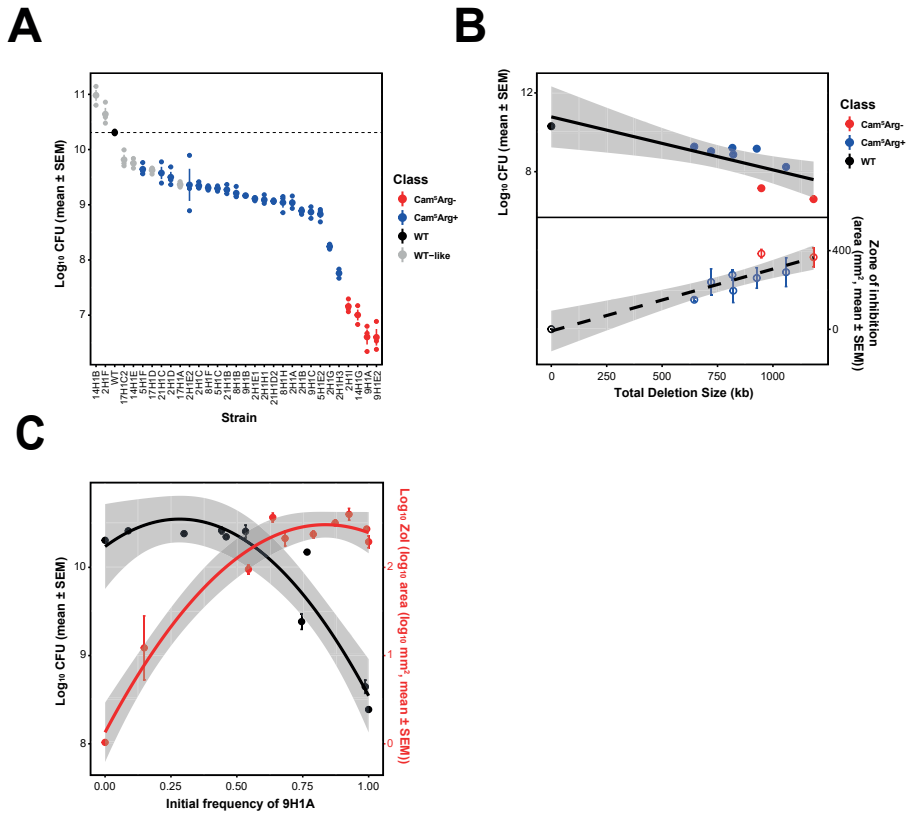 A
11
10
9
8
7
Log₁₀ CFU (mean ± SEM)
14H1B
2H1F
WT
17H1C2
14H1E
5H1F
17H1D
21H1C
2H1D
17H1A
2H1E2
2H1C
8H1F
5H1C
21H1B
8H1B
9H1B
2H1E1
2H1H1
21H1D2
8H1H
2H1A
2H1B
9H1C
5H1E2
2H1G
2H1H3
2H1I
14H1G
9H1A
9H1E2
Strain
Class
CamˢArg-
CamˢArg+
WT
WT−like
B
12
8
Log₁₀ CFU (mean ± SEM)
400
0
Zone of inhibition
(area (mm², mean ± SEM))
0
250
500
750
1000
Total Deletion Size (kb)
Class
CamˢArg-
CamˢArg+
WT
C
10
9
8
Log₁₀ CFU (mean ± SEM)
2
1
0
Log₁₀ ZoI (log₁₀ area (log₁₀ mm², mean ± SEM))
0.00
0.25
0.50
0.75
1.00
Initial frequency of 9H1A